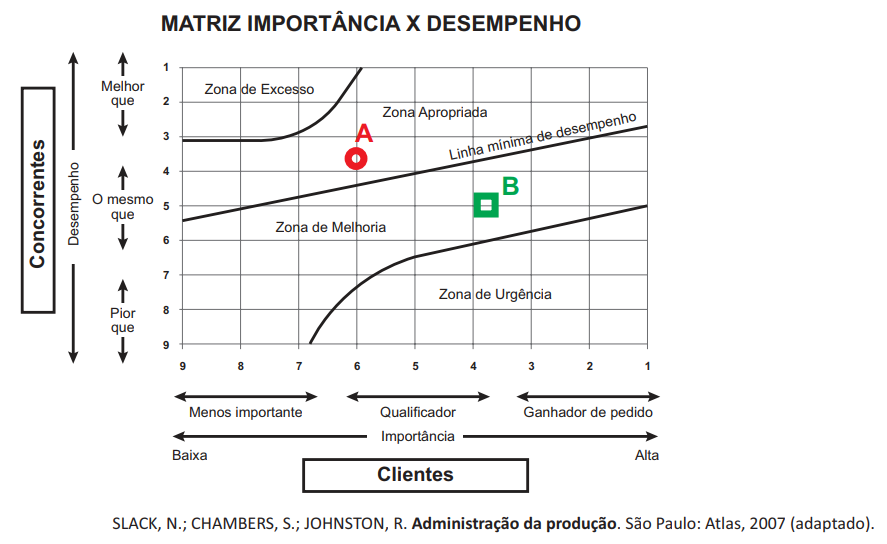 MATRIZ IMPORTÂNCIA X DESEMPENHO
Concorrentes
Desempenho
Melhor
que
O mesmo
que
Pior
que
1
2
3
4
5
6
7
8
9
Zona de Excesso
Zona Apropriada
Linha mínima de desempenho
A
B
Zona de Melhoria
Zona de Urgência
9 8 7 6 5 4 3 2 1
Menos importante Qualificador Ganhador de pedido
Importância
Baixa Alta
Clientes
SLACK, N.; CHAMBERS, S.; JOHNSTON, R. Administração da produção. São Paulo: Atlas, 2007 (adaptado).